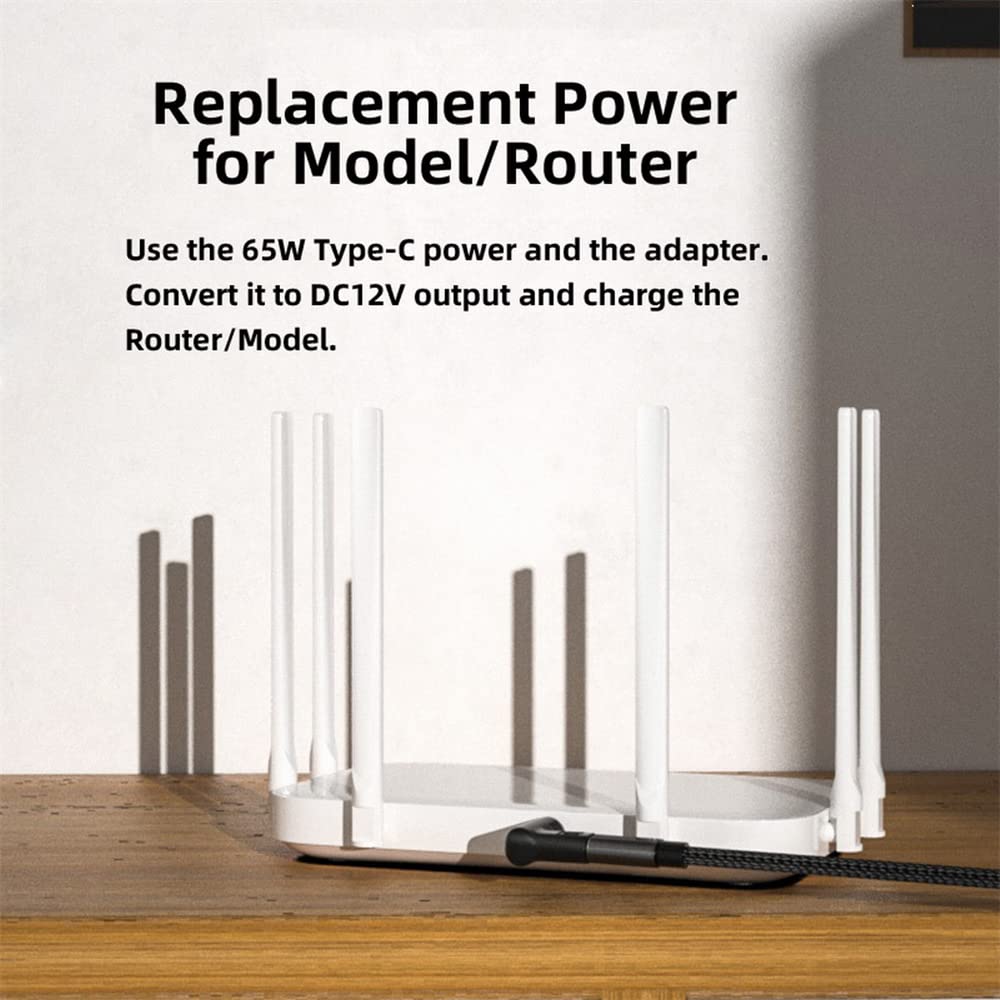 Replacement Power
for Model/Router
Use the 65W Type-C power and the adapter.
Convert it to DC12V output and charge the
Router/Model.